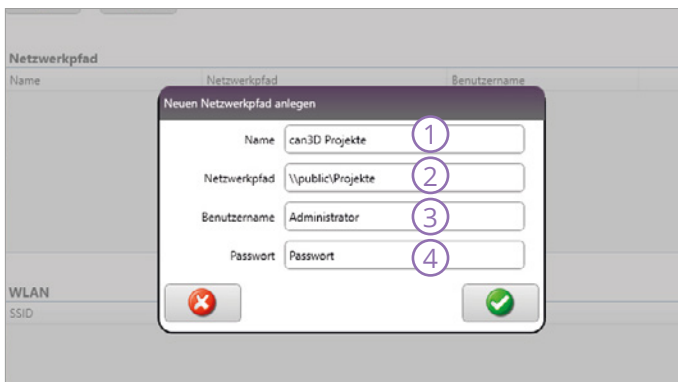 Netzwerkpfad
Name Netzwerkpfad Benutzername
Neuen Netzwerkpfad anlegen
Name can3D Projekte 1
Netzwerkpfad \\public\Projekte 2
Benutzername Administrator 3
Passwort Passwort 4
WLAN
SSID